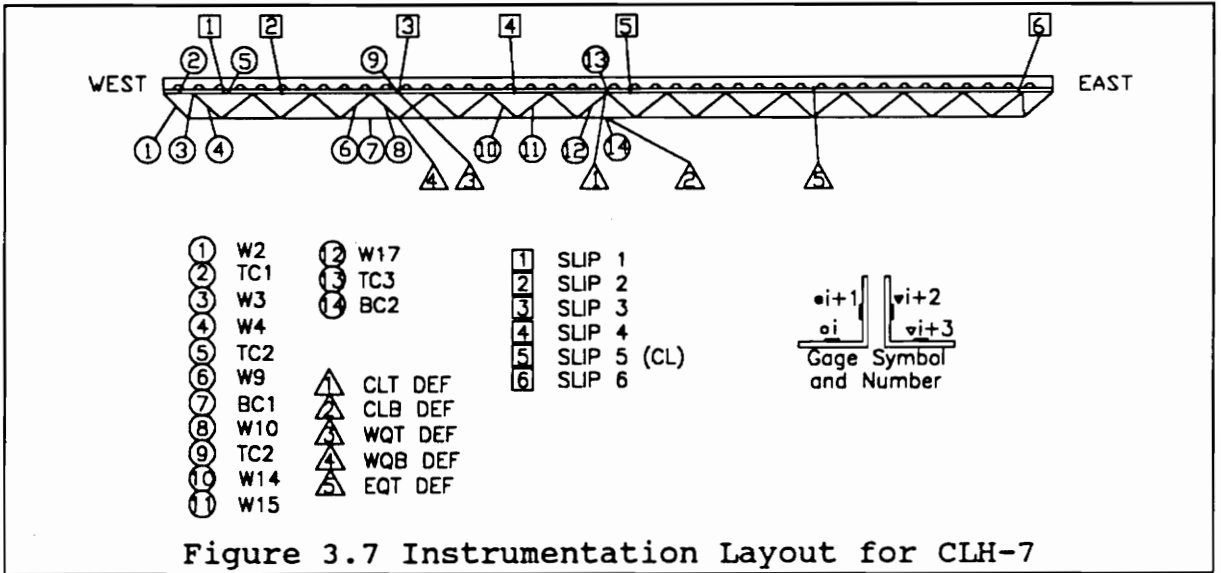 1 2 3 4 5 6
2 5 9 13
WEST EAST
1 3 4 6 7 8 10 11 12 14
4 3 1 2 5
1 W2
2 TC1
3 W3
4 W4
5 TC2
6 W9
7 BC1
8 W10
9 TC2
10 W14
11 W15
12 W17
13 TC3
14 BC2
1 CLT DEF
2 CLB DEF
3 WQT DEF
4 WQB DEF
5 EQT DEF
1 SLIP 1
2 SLIP 2
3 SLIP 3
4 SLIP 4
5 SLIP 5 (CL)
6 SLIP 6
●i+1 ▼i+2
○i ▽i+3
Gage Symbol
and Number
Figure 3.7 Instrumentation Layout for CLH-7